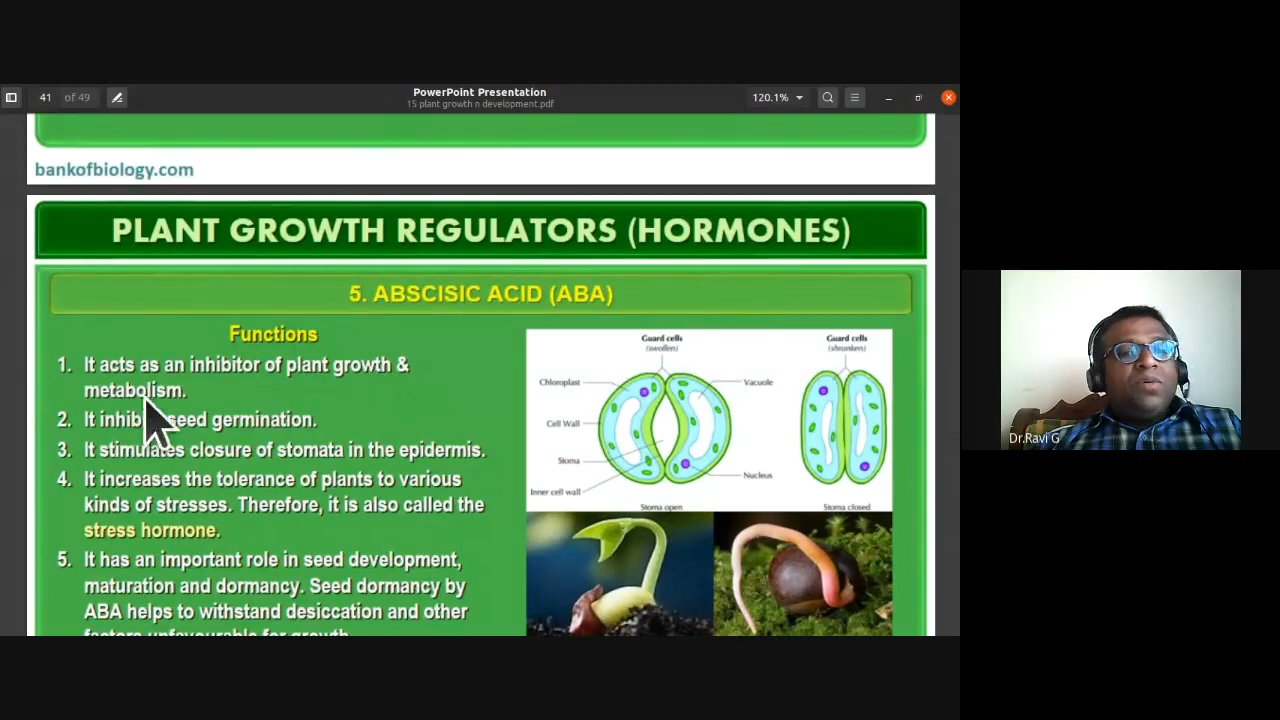 41 of 49
PowerPoint Presentation
15 plant growth n development.pdf
120.1%
bankofbiology.com
PLANT GROWTH REGULATORS (HORMONES)
5. ABSCISIC ACID (ABA)
Functions
1. It acts as an inhibitor of plant growth &
metabolism.
2. It seed germination.
3. It stimulates closure of stomata in the epidermis.
4. It increases the tolerance of plants to various
kinds of stresses. Therefore, it is also called the
stress hormone.
5. It has an important role in seed development,
maturation and dormancy. Seed dormancy by
ABA helps to withstand desiccation and other
factors unfavourable for growth
Guard cells
(swollen)
Chloroplast
Vacuole
Cell Wall
Stoma
Nucleus
Inner cell wall
Stoma open
Guard cells
(shrunken)
Stoma closed
Dr.Ravi G